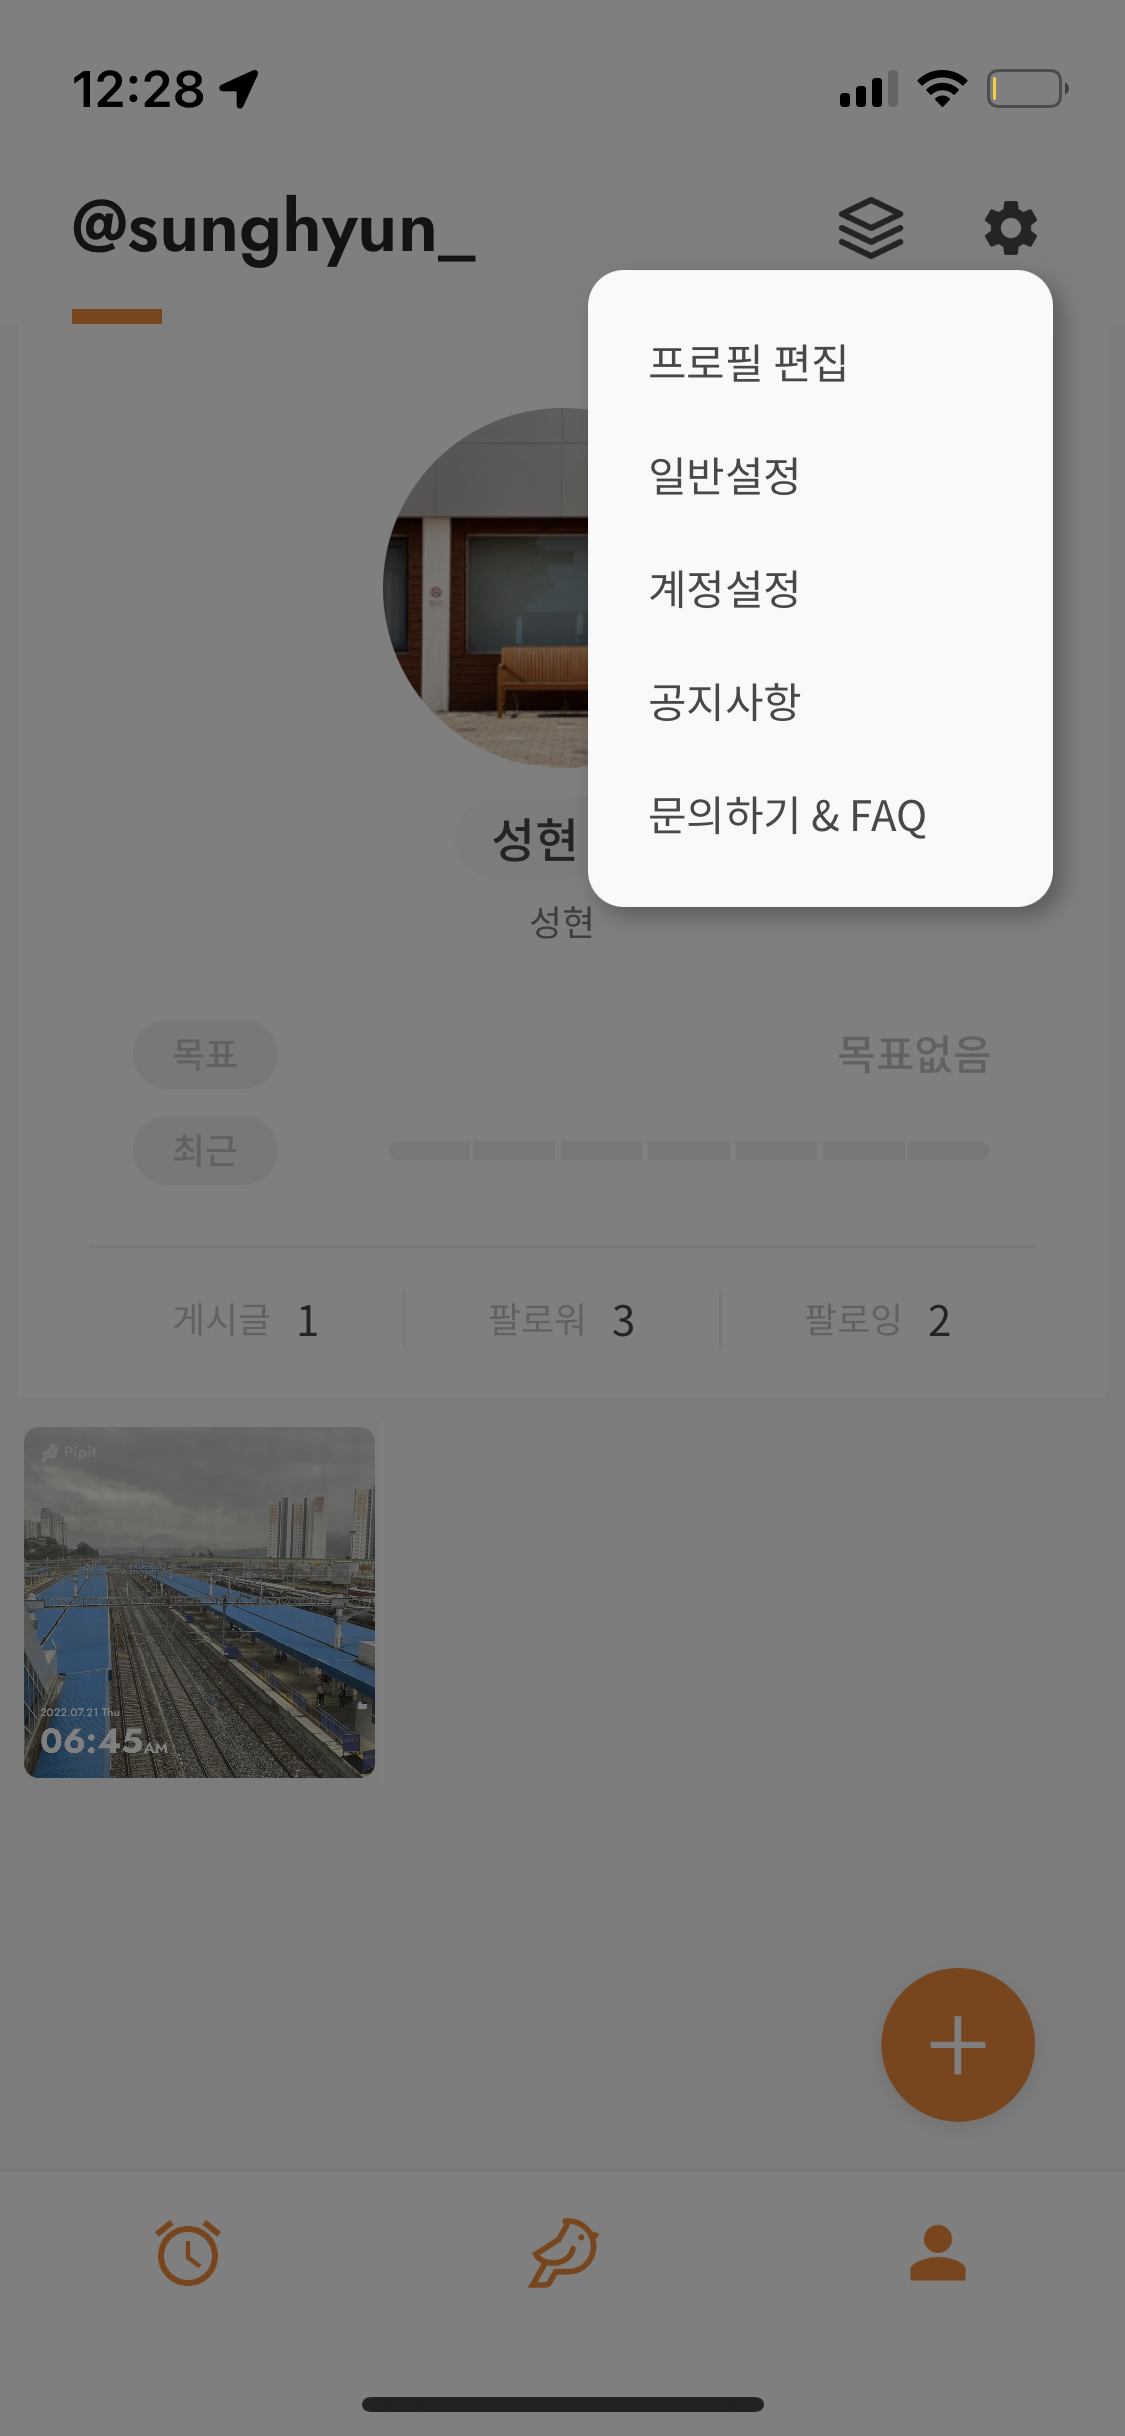 12:28
@sunghyun_
프로필 편집
일반설정
계정설정
공지사항
문의하기 & FAQ
성현
성현
목표 목표없음
최근
게시글 1 팔로워 3 팔로잉 2
Pipit
2022.07.21 Thu
06:45AM